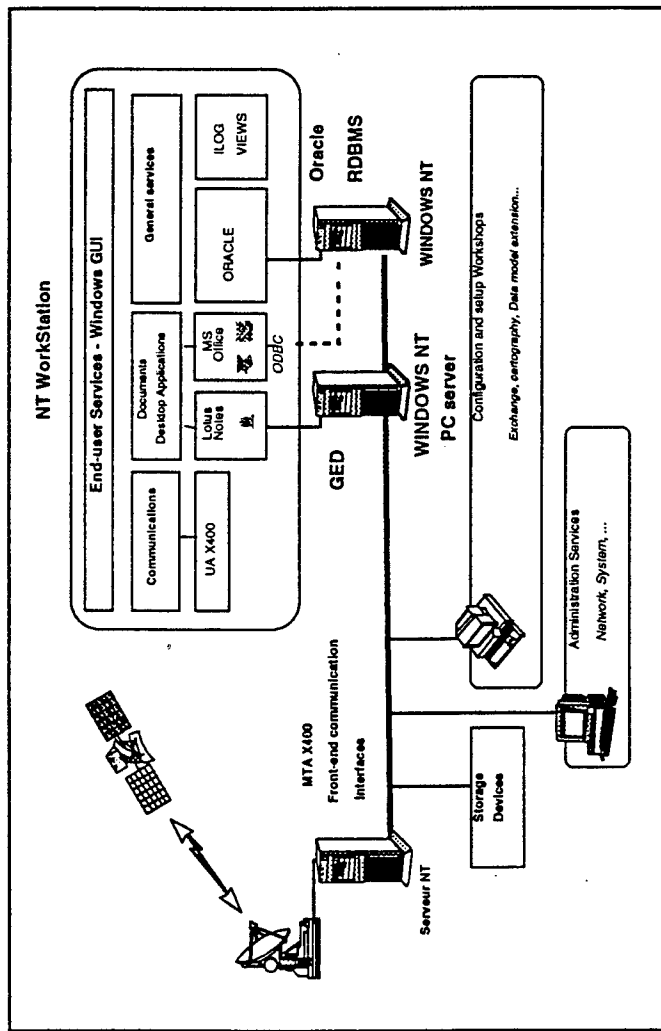 NT WorkStation
End-user Services - Windows GUI
Communications
Documents
Desktop Applications
General services
UA X400
Lotus
Notes
MS
Office
ORACLE
ILOG
VIEWS
ODBC
GED
Oracle
RDBMS
MTA X400
Front-end communication
Interfaces
WINDOWS NT
PC server
WINDOWS NT
Serveur NT
Storage
Devices
Configuration and setup Workshops
Exchange, cartography, Data model extension...
Administration Services
Network, System, ...